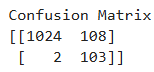 Confusion Matrix
[[1024 108]
[ 2 103]]